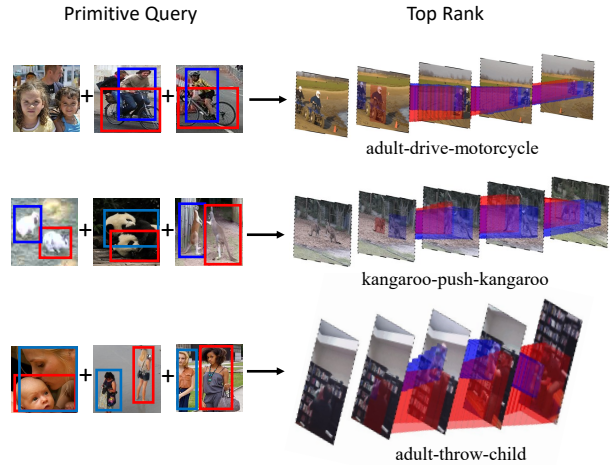 Primitive Query
Top Rank
+
+
adult-drive-motorcycle
+
+
kangaroo-push-kangaroo
+
+
adult-throw-child